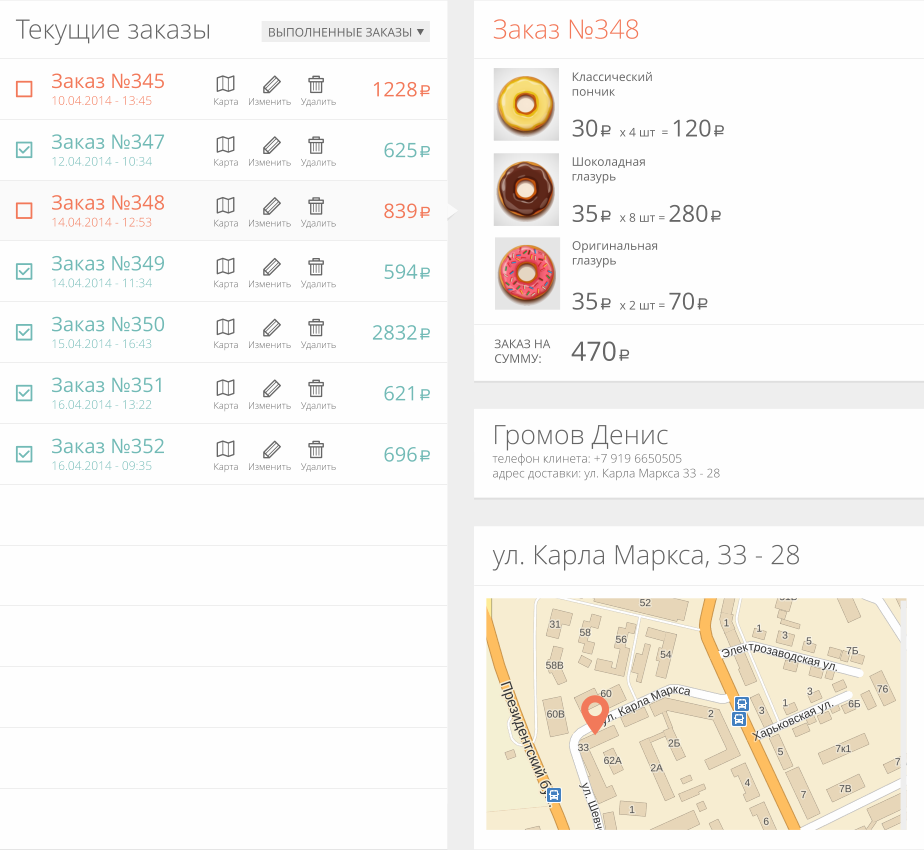 Текущие заказы
ВЫПОЛНЕННЫЕ ЗАКАЗЫ ▼
Заказ №345
10.04.2014 - 13:45
Карта Изменить Удалить
1228₽
Заказ №347
12.04.2014 - 10:34
Карта Изменить Удалить
625₽
Заказ №348
14.04.2014 - 12:53
Карта Изменить Удалить
839₽
Заказ №349
14.04.2014 - 11:34
Карта Изменить Удалить
594₽
Заказ №350
15.04.2014 - 16:43
Карта Изменить Удалить
2832₽
Заказ №351
16.04.2014 - 13:22
Карта Изменить Удалить
621₽
Заказ №352
16.04.2014 - 09:35
Карта Изменить Удалить
696₽
Заказ №348
Классический
пончик
30₽ x 4 шт = 120₽
Шоколадная
глазурь
35₽ x 8 шт = 280₽
Оригинальная
глазурь
35₽ x 2 шт = 70₽
ЗАКАЗ НА
СУММУ:
470₽
Громов Денис
телефон клинета: +7 919 6650505
адрес доставки: ул. Карла Маркса 33 - 28
ул. Карла Маркса, 33 - 28
52
31
58
56
54
58В
1
1
3
5
7Б
Электрозаводская ул.
60
60В
ул. Карла Маркса
2
3
1
3
6Б
76
Харьковская ул.
Президентский бу
33
62А
2Б
2А
5
7к1
4
7
7В
7
ул. Шевч
1
6